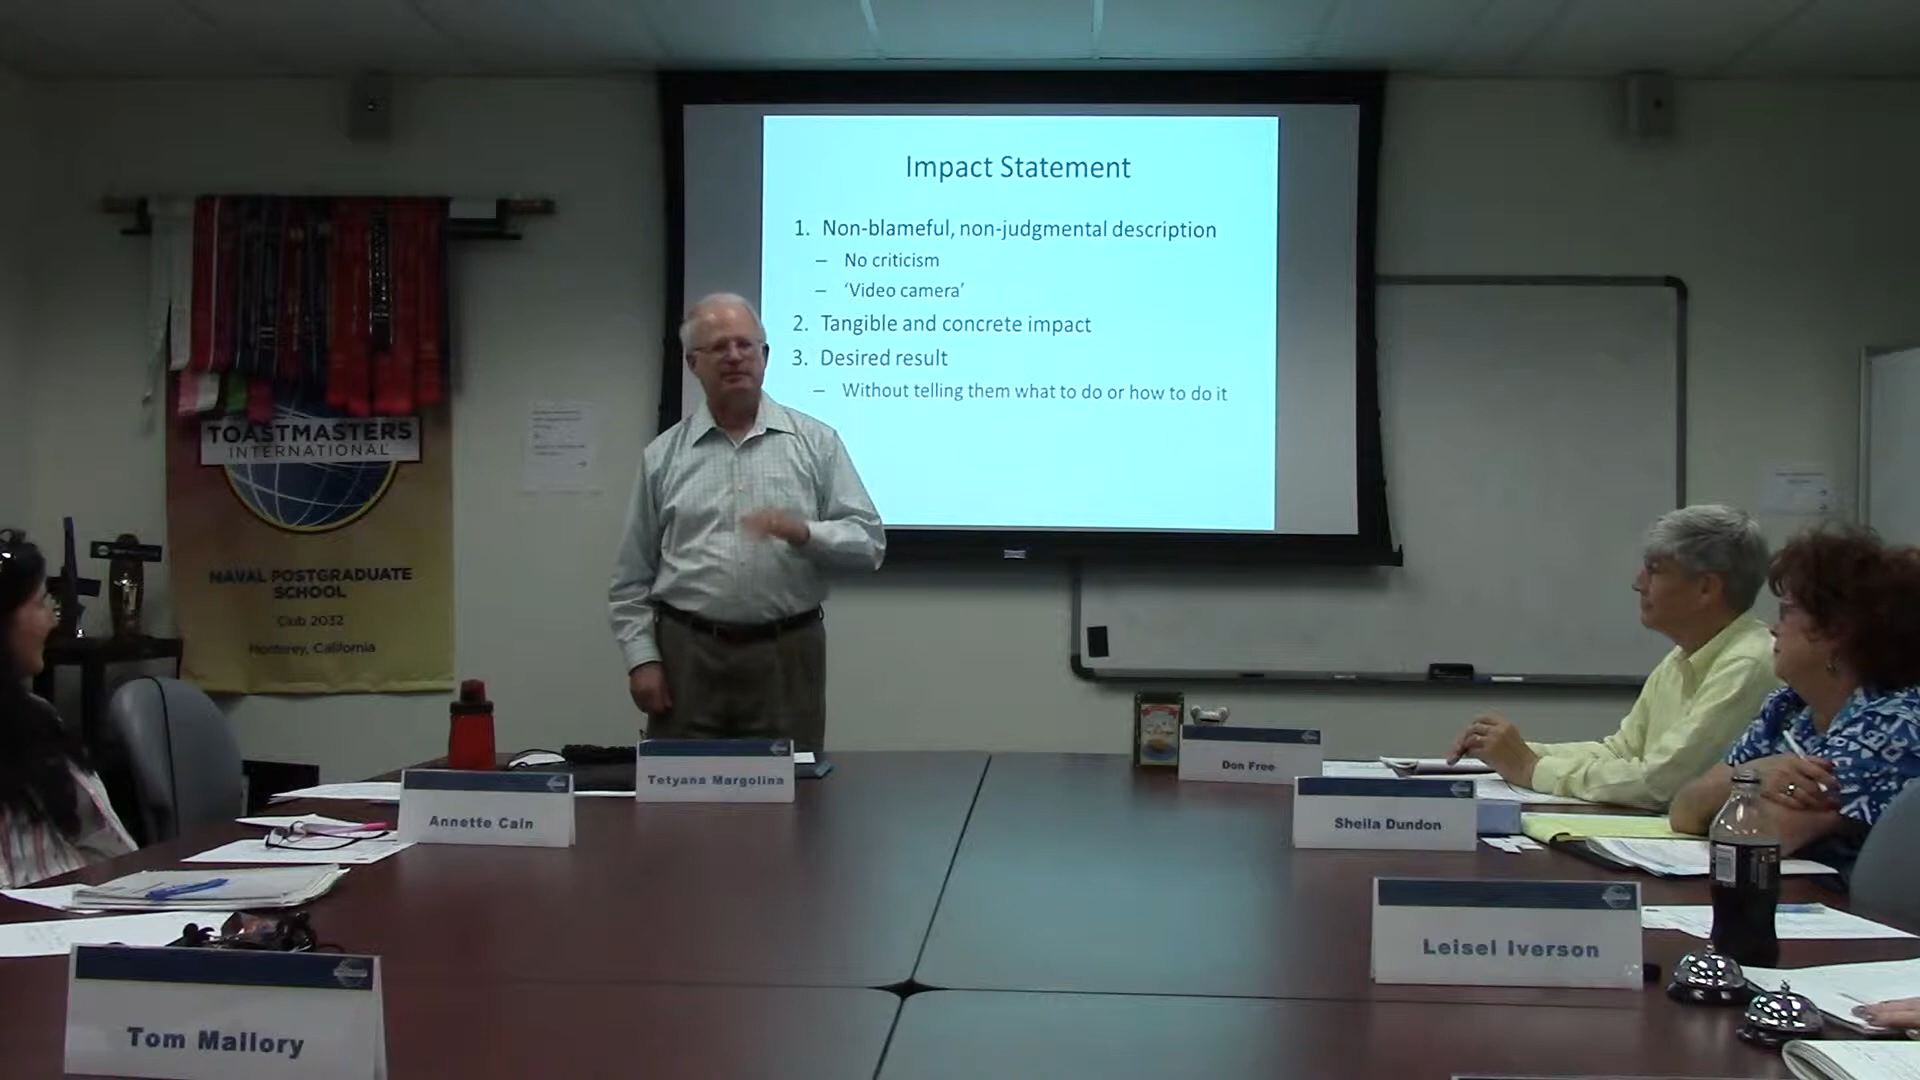 Impact Statement
1. Non-blameful, non-judgmental description
– No criticism
– ‘Video camera’
2. Tangible and concrete impact
3. Desired result
– Without telling them what to do or how to do it
TOASTMASTERS
INTERNATIONAL
NAVAL POSTGRADUATE
SCHOOL
Club 2032
Monterey, California
Tetyana Margolina
Don Free
Annette Cain
Sheila Dundon
Leisel Iverson
Tom Mallory